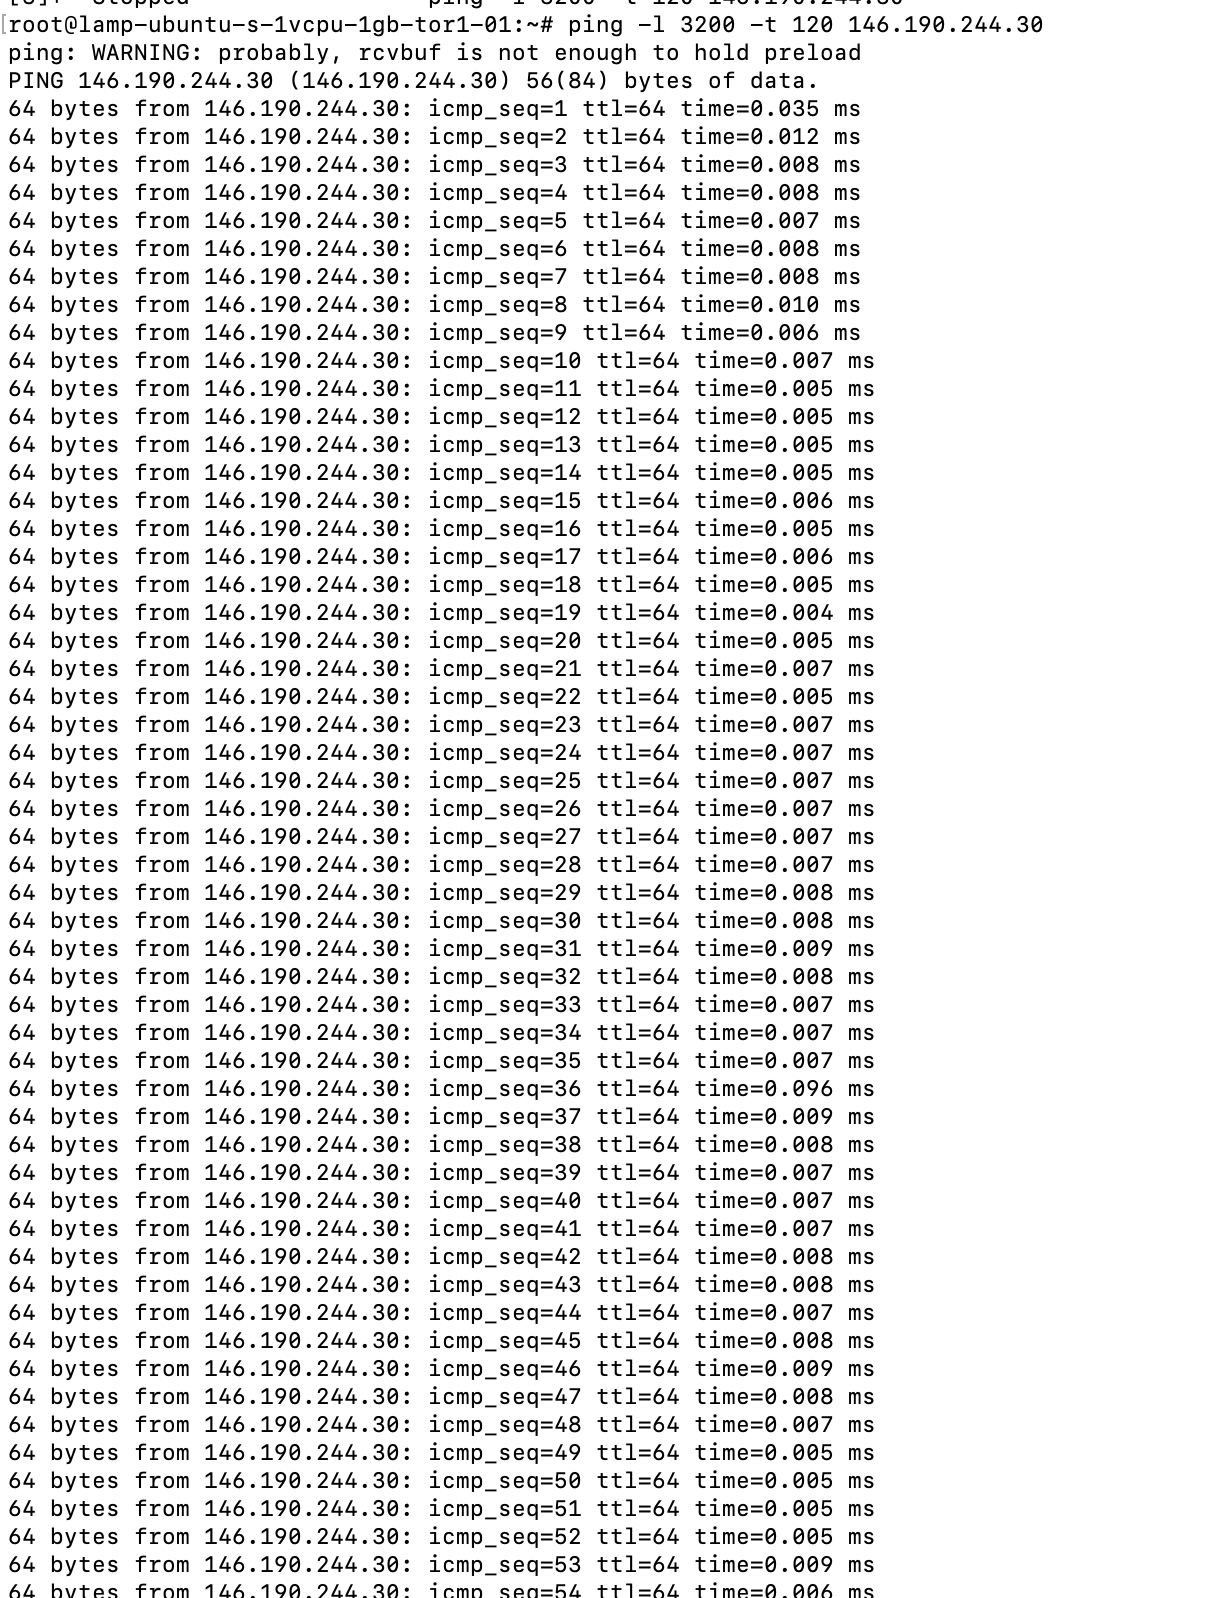 [root@lamp-ubuntu-s-1vcpu-1gb-tor1-01:~# ping -l 3200 -t 120 146.190.244.30
ping: WARNING: probably, rcvbuf is not enough to hold preload
PING 146.190.244.30 (146.190.244.30) 56(84) bytes of data.
64 bytes from 146.190.244.30: icmp_seq=1 ttl=64 time=0.035 ms
64 bytes from 146.190.244.30: icmp_seq=2 ttl=64 time=0.012 ms
64 bytes from 146.190.244.30: icmp_seq=3 ttl=64 time=0.008 ms
64 bytes from 146.190.244.30: icmp_seq=4 ttl=64 time=0.008 ms
64 bytes from 146.190.244.30: icmp_seq=5 ttl=64 time=0.007 ms
64 bytes from 146.190.244.30: icmp_seq=6 ttl=64 time=0.008 ms
64 bytes from 146.190.244.30: icmp_seq=7 ttl=64 time=0.008 ms
64 bytes from 146.190.244.30: icmp_seq=8 ttl=64 time=0.010 ms
64 bytes from 146.190.244.30: icmp_seq=9 ttl=64 time=0.006 ms
64 bytes from 146.190.244.30: icmp_seq=10 ttl=64 time=0.007 ms
64 bytes from 146.190.244.30: icmp_seq=11 ttl=64 time=0.005 ms
64 bytes from 146.190.244.30: icmp_seq=12 ttl=64 time=0.005 ms
64 bytes from 146.190.244.30: icmp_seq=13 ttl=64 time=0.005 ms
64 bytes from 146.190.244.30: icmp_seq=14 ttl=64 time=0.005 ms
64 bytes from 146.190.244.30: icmp_seq=15 ttl=64 time=0.006 ms
64 bytes from 146.190.244.30: icmp_seq=16 ttl=64 time=0.005 ms
64 bytes from 146.190.244.30: icmp_seq=17 ttl=64 time=0.006 ms
64 bytes from 146.190.244.30: icmp_seq=18 ttl=64 time=0.005 ms
64 bytes from 146.190.244.30: icmp_seq=19 ttl=64 time=0.004 ms
64 bytes from 146.190.244.30: icmp_seq=20 ttl=64 time=0.005 ms
64 bytes from 146.190.244.30: icmp_seq=21 ttl=64 time=0.007 ms
64 bytes from 146.190.244.30: icmp_seq=22 ttl=64 time=0.005 ms
64 bytes from 146.190.244.30: icmp_seq=23 ttl=64 time=0.007 ms
64 bytes from 146.190.244.30: icmp_seq=24 ttl=64 time=0.007 ms
64 bytes from 146.190.244.30: icmp_seq=25 ttl=64 time=0.007 ms
64 bytes from 146.190.244.30: icmp_seq=26 ttl=64 time=0.007 ms
64 bytes from 146.190.244.30: icmp_seq=27 ttl=64 time=0.007 ms
64 bytes from 146.190.244.30: icmp_seq=28 ttl=64 time=0.007 ms
64 bytes from 146.190.244.30: icmp_seq=29 ttl=64 time=0.008 ms
64 bytes from 146.190.244.30: icmp_seq=30 ttl=64 time=0.008 ms
64 bytes from 146.190.244.30: icmp_seq=31 ttl=64 time=0.009 ms
64 bytes from 146.190.244.30: icmp_seq=32 ttl=64 time=0.008 ms
64 bytes from 146.190.244.30: icmp_seq=33 ttl=64 time=0.007 ms
64 bytes from 146.190.244.30: icmp_seq=34 ttl=64 time=0.007 ms
64 bytes from 146.190.244.30: icmp_seq=35 ttl=64 time=0.007 ms
64 bytes from 146.190.244.30: icmp_seq=36 ttl=64 time=0.096 ms
64 bytes from 146.190.244.30: icmp_seq=37 ttl=64 time=0.009 ms
64 bytes from 146.190.244.30: icmp_seq=38 ttl=64 time=0.008 ms
64 bytes from 146.190.244.30: icmp_seq=39 ttl=64 time=0.007 ms
64 bytes from 146.190.244.30: icmp_seq=40 ttl=64 time=0.007 ms
64 bytes from 146.190.244.30: icmp_seq=41 ttl=64 time=0.007 ms
64 bytes from 146.190.244.30: icmp_seq=42 ttl=64 time=0.008 ms
64 bytes from 146.190.244.30: icmp_seq=43 ttl=64 time=0.008 ms
64 bytes from 146.190.244.30: icmp_seq=44 ttl=64 time=0.007 ms
64 bytes from 146.190.244.30: icmp_seq=45 ttl=64 time=0.008 ms
64 bytes from 146.190.244.30: icmp_seq=46 ttl=64 time=0.009 ms
64 bytes from 146.190.244.30: icmp_seq=47 ttl=64 time=0.008 ms
64 bytes from 146.190.244.30: icmp_seq=48 ttl=64 time=0.007 ms
64 bytes from 146.190.244.30: icmp_seq=49 ttl=64 time=0.005 ms
64 bytes from 146.190.244.30: icmp_seq=50 ttl=64 time=0.005 ms
64 bytes from 146.190.244.30: icmp_seq=51 ttl=64 time=0.005 ms
64 bytes from 146.190.244.30: icmp_seq=52 ttl=64 time=0.005 ms
64 bytes from 146.190.244.30: icmp_seq=53 ttl=64 time=0.009 ms
64 bytes from 146.190.244.30: icmp_seq=54 ttl=64 time=0.006 ms